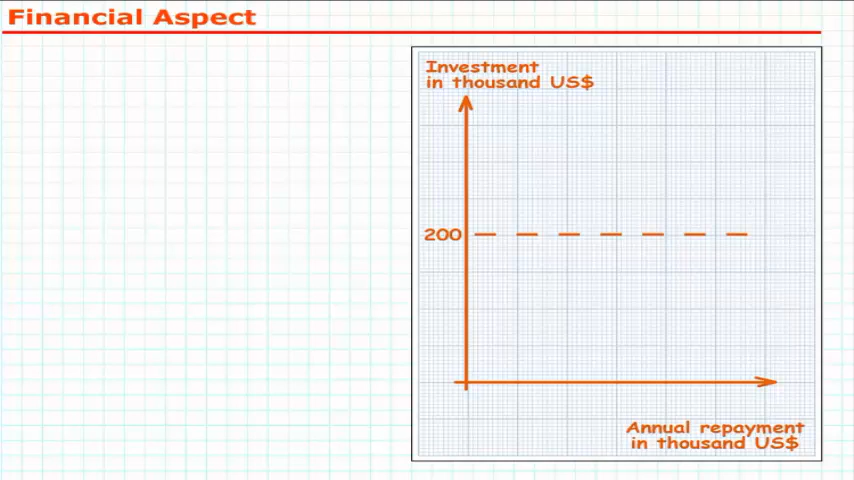 Financial Aspect
Investment
in thousand US$
200
Annual repayment
in thousand US$